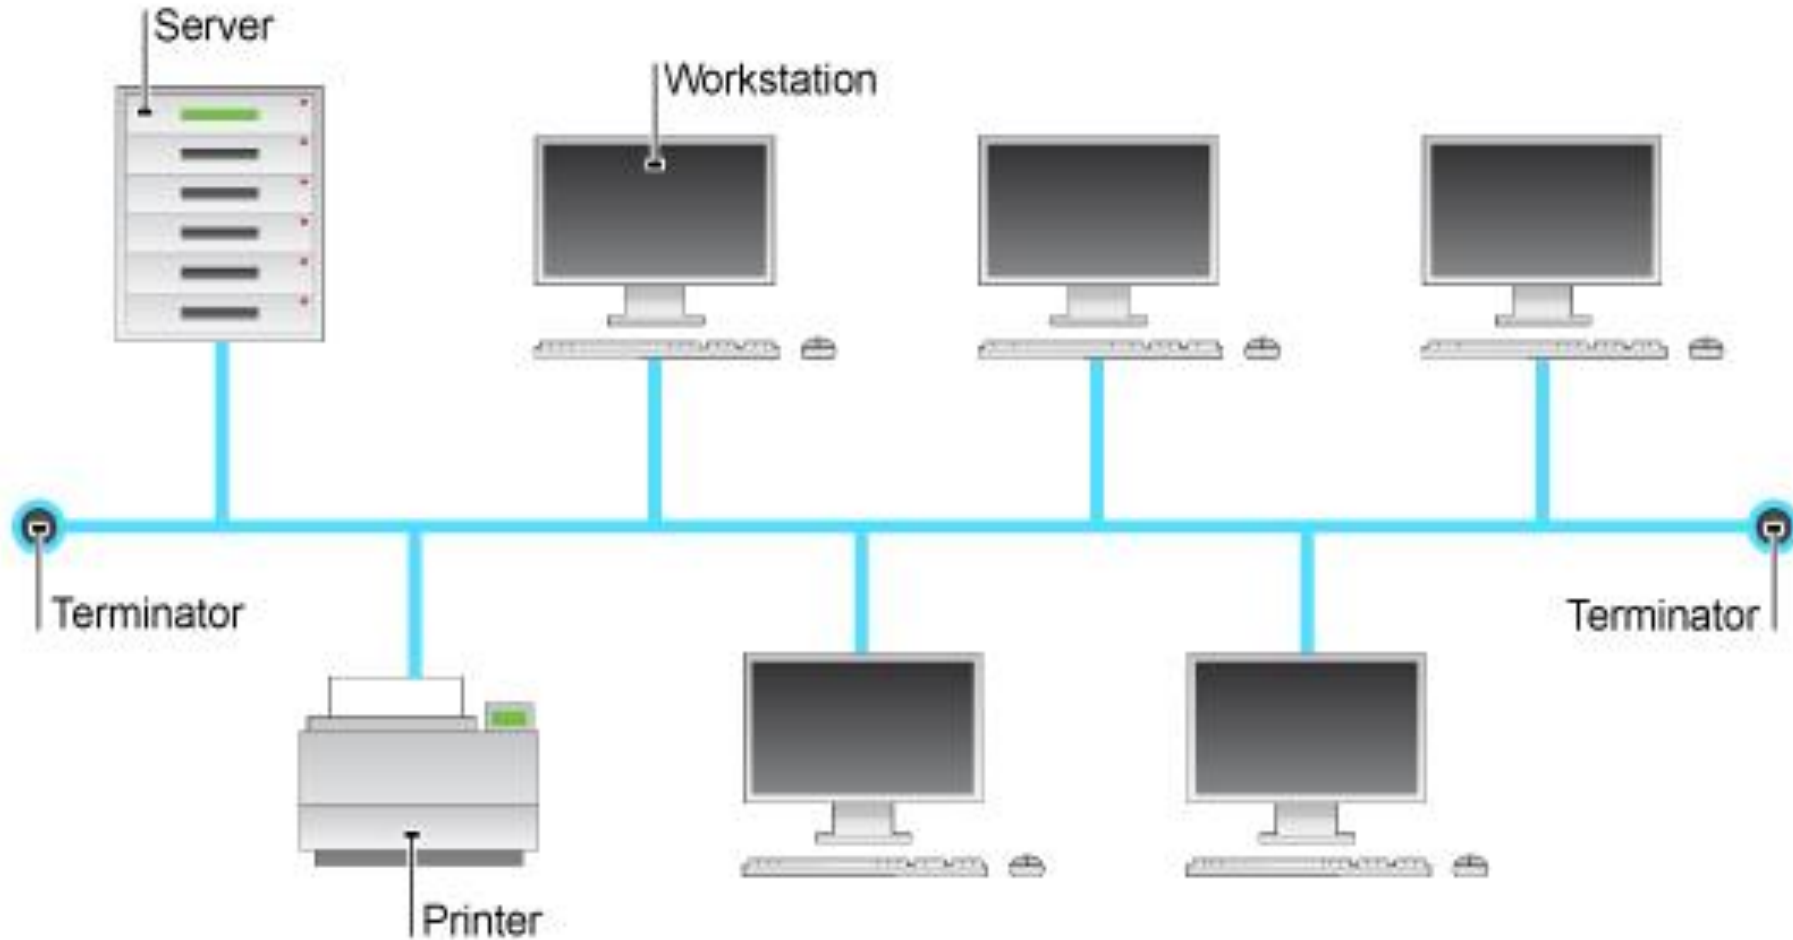 Server
Workstation
Terminator
Terminator
Printer